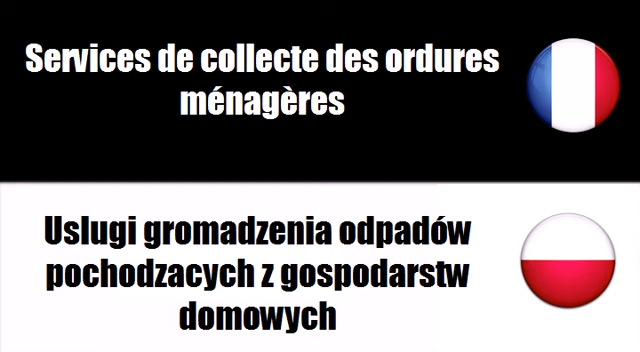 Services de collecte des ordures
ménagères
Uslugi gromadzenia odpadów
pochodzacych z gospodarstw
domowych